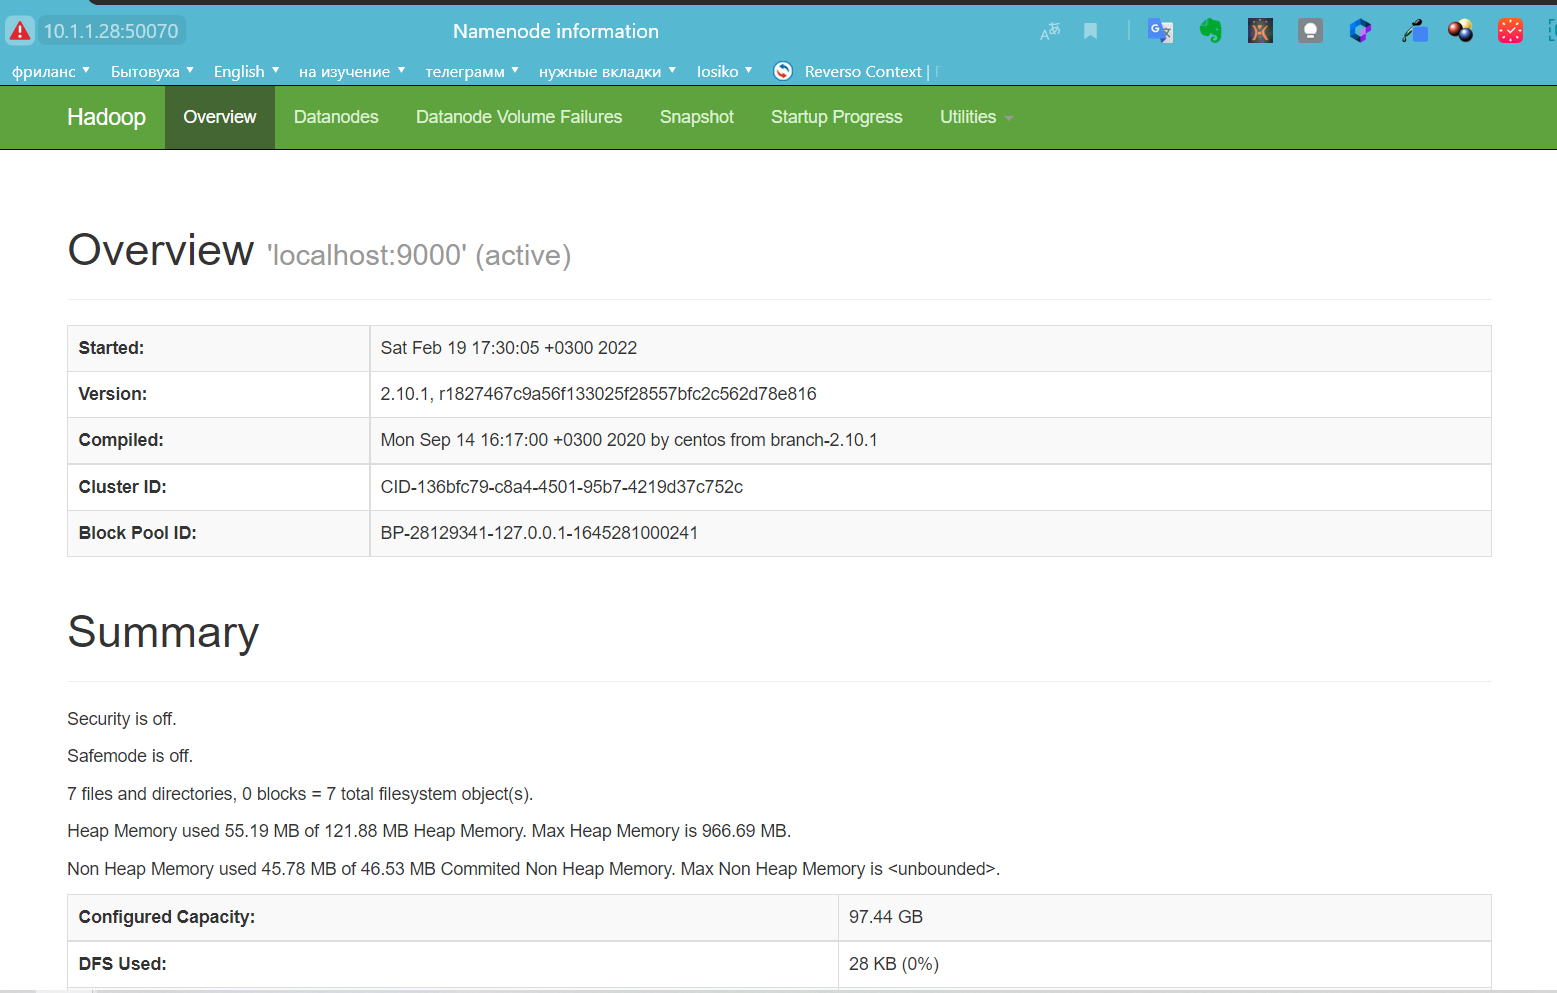 10.1.1.28:50070 Namenode information
фриланс Бытовуха English на изучение телеграмм нужные вкладки Iosiko Reverso Context |
Hadoop Overview Datanodes Datanode Volume Failures Snapshot Startup Progress Utilities
Overview 'localhost:9000' (active)
Started: Sat Feb 19 17:30:05 +0300 2022
Version: 2.10.1, r1827467c9a56f133025f28557bfc2c562d78e816
Compiled: Mon Sep 14 16:17:00 +0300 2020 by centos from branch-2.10.1
Cluster ID: CID-136bfc79-c8a4-4501-95b7-4219d37c752c
Block Pool ID: BP-28129341-127.0.0.1-1645281000241
Summary
Security is off.
Safemode is off.
7 files and directories, 0 blocks = 7 total filesystem object(s).
Heap Memory used 55.19 MB of 121.88 MB Heap Memory. Max Heap Memory is 966.69 MB.
Non Heap Memory used 45.78 MB of 46.53 MB Commited Non Heap Memory. Max Non Heap Memory is <unbounded>.
Configured Capacity: 97.44 GB
DFS Used: 28 KB (0%)